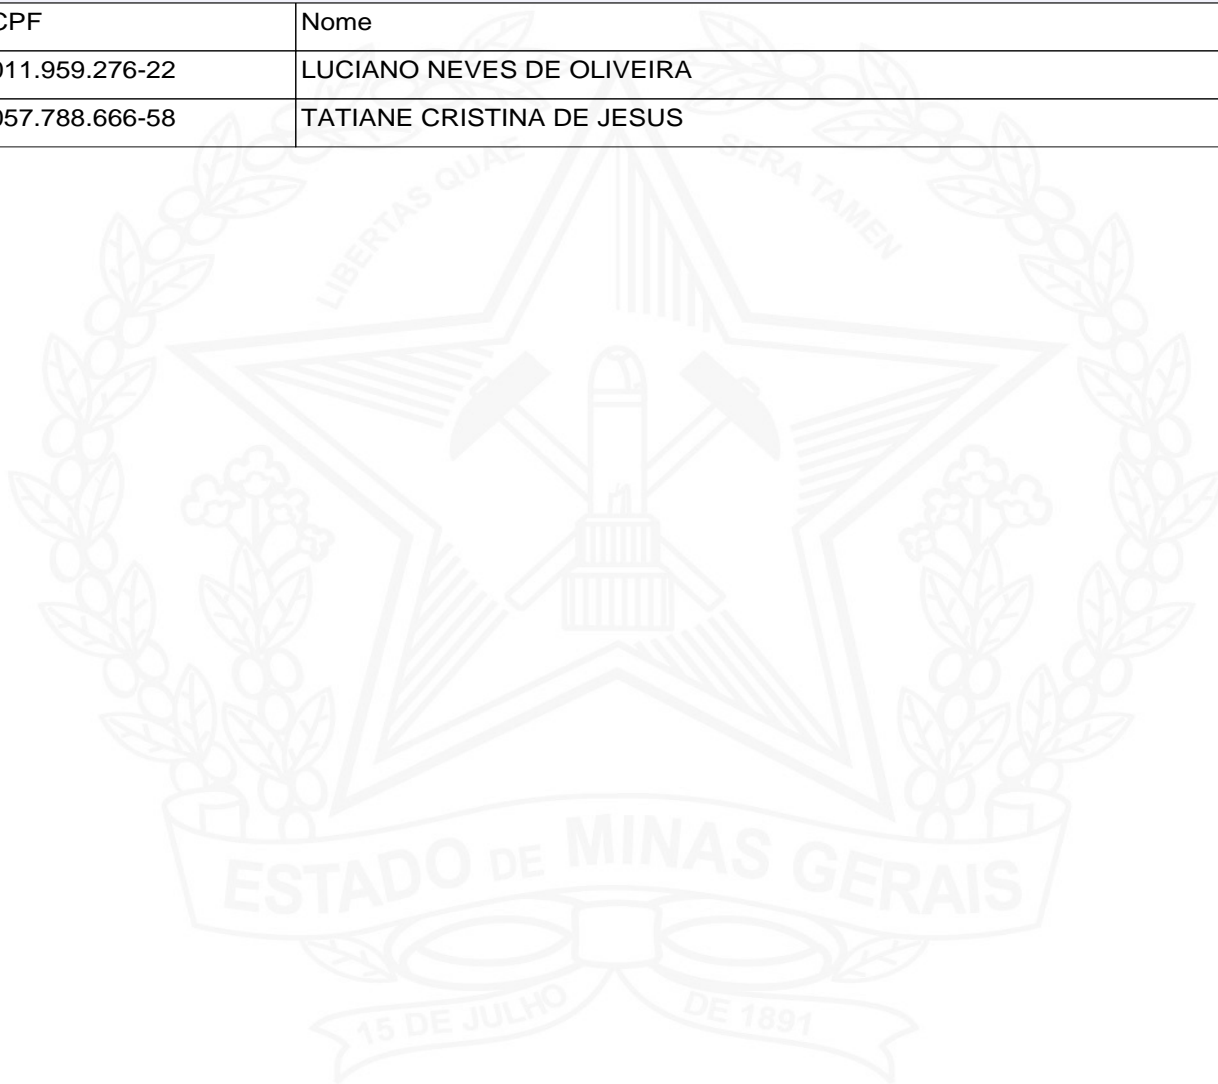 CPF Nome
011.959.276-22 LUCIANO NEVES DE OLIVEIRA
057.788.666-58 TATIANE CRISTINA DE JESUS
LIBERTAS QUAE SERA TAMEN
ESTADO DE MINAS GERAIS
15 DE JULHO DE 1891